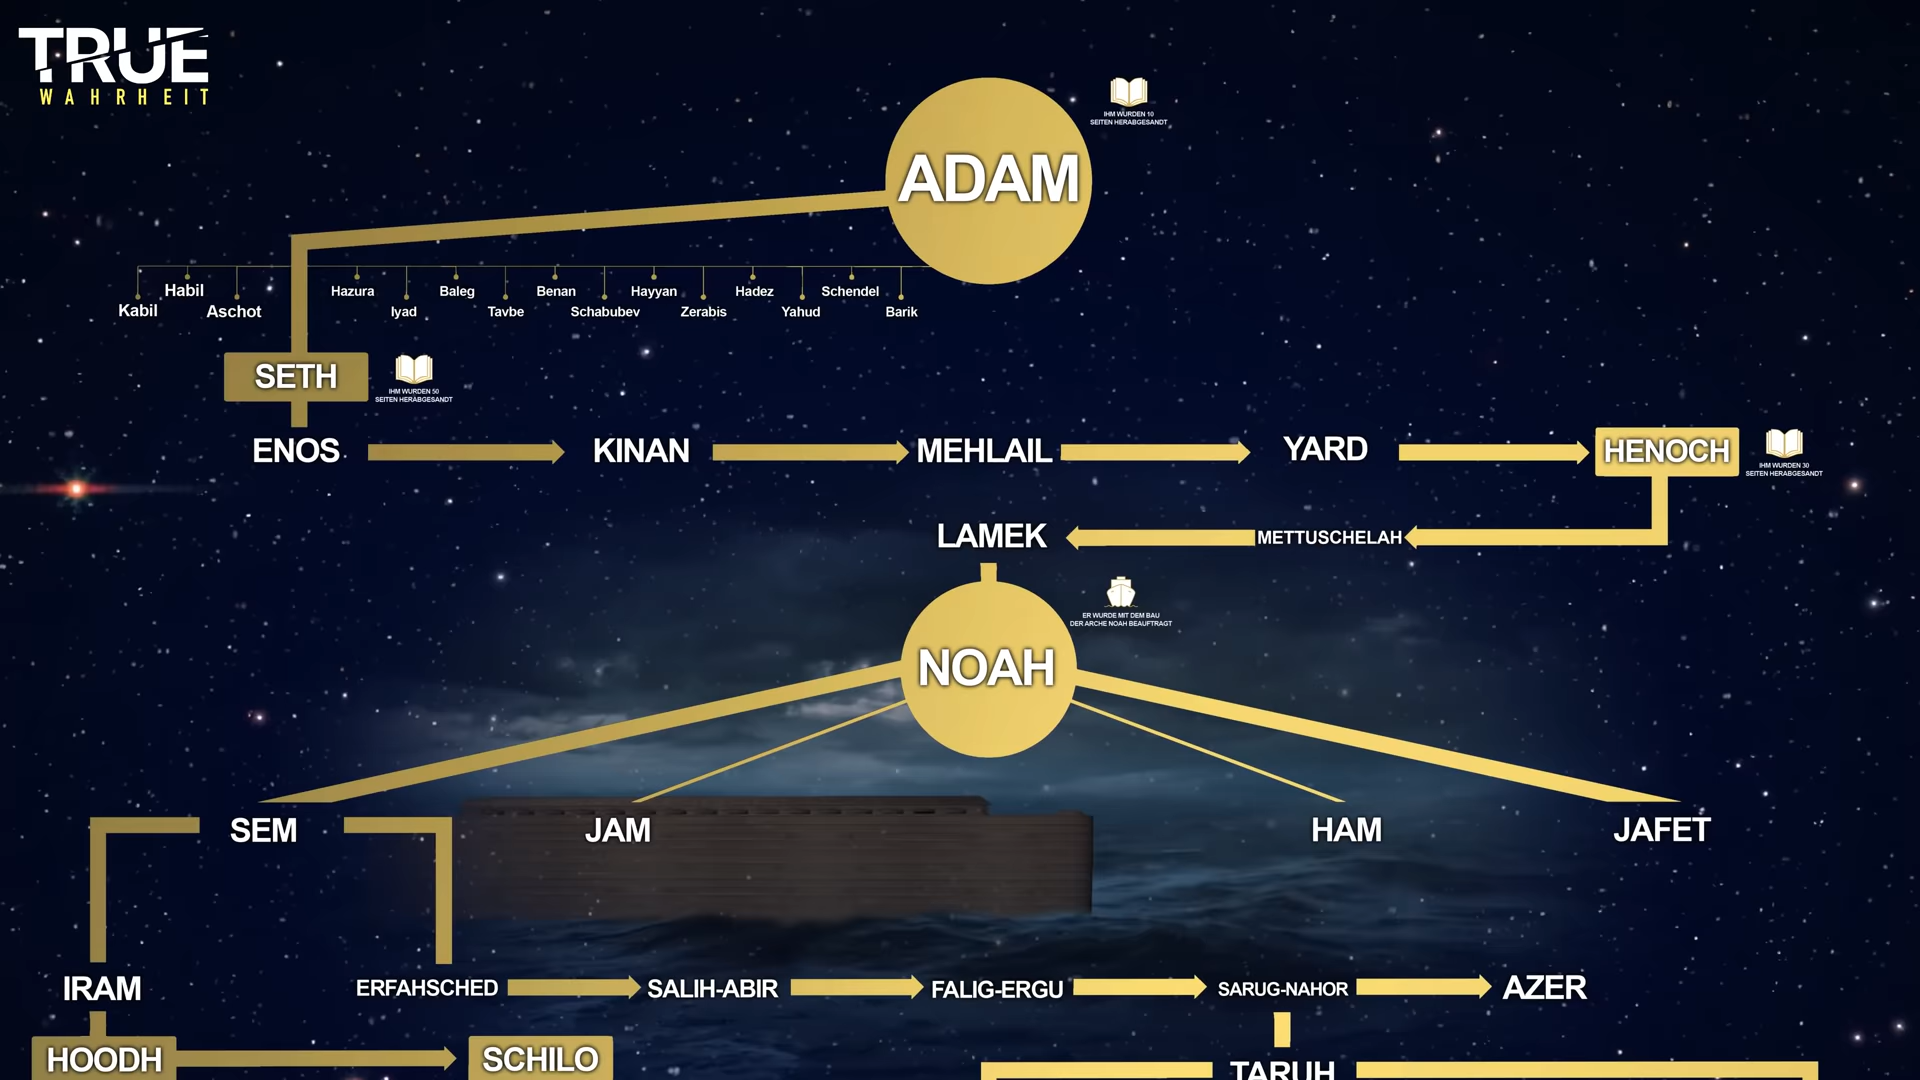 TRUE
WAHRHEIT
IHM WURDEN 10
SEITEN HERABGESANDT
ADAM
Habil
Hazura
Baleg
Benan
Hayyan
Hadez
Schendel
Kabil
Aschot
Iyad
Tavbe
Schabubev
Zerabis
Yahud
Barik
SETH
IHM WURDEN 50
SEITEN HERABGESANDT
ENOS
KINAN
MEHLAIL
YARD
HENOCH
IHM WURDEN 30
SEITEN HERABGESANDT
LAMEK
METTUSCHELAH
ER WURDE MIT DEM BAU
DER ARCHE NOAH BEAUFTRAGT
NOAH
SEM
JAM
HAM
JAFET
IRAM
ERFAHSCHED
SALIH-ABIR
FALIG-ERGU
SARUG-NAHOR
AZER
HOODH
SCHILO
TARUH